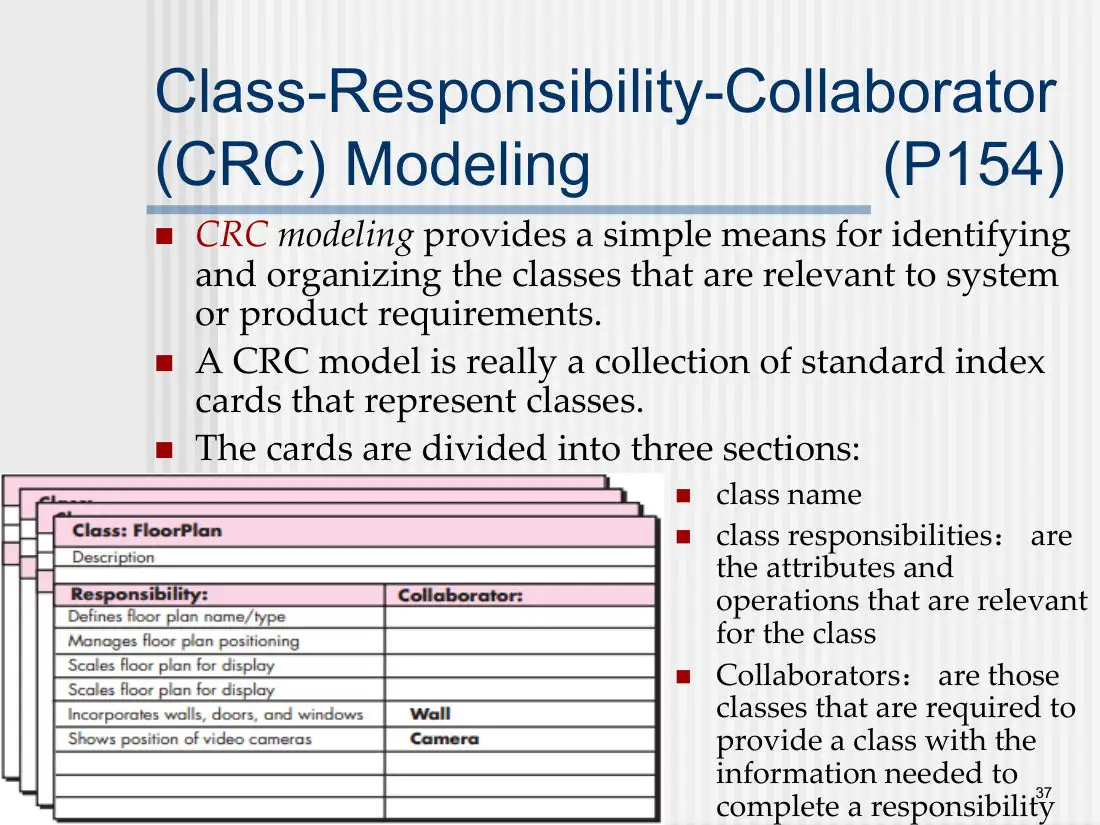 Class-Responsibility-Collaborator
(CRC) Modeling (P154)
CRC modeling provides a simple means for identifying
and organizing the classes that are relevant to system
or product requirements.
A CRC model is really a collection of standard index
cards that represent classes.
The cards are divided into three sections:
class name
class responsibilities： are
the attributes and
operations that are relevant
for the class
Collaborators： are those
classes that are required to
provide a class with the
information needed to
complete a responsibility
Class:
Class: FloorPlan
Description
Responsibility: Collaborator:
Defines floor plan name/type
Manages floor plan positioning
Scales floor plan for display
Scales floor plan for display
Incorporates walls, doors, and windows Wall
Shows position of video cameras Camera
37